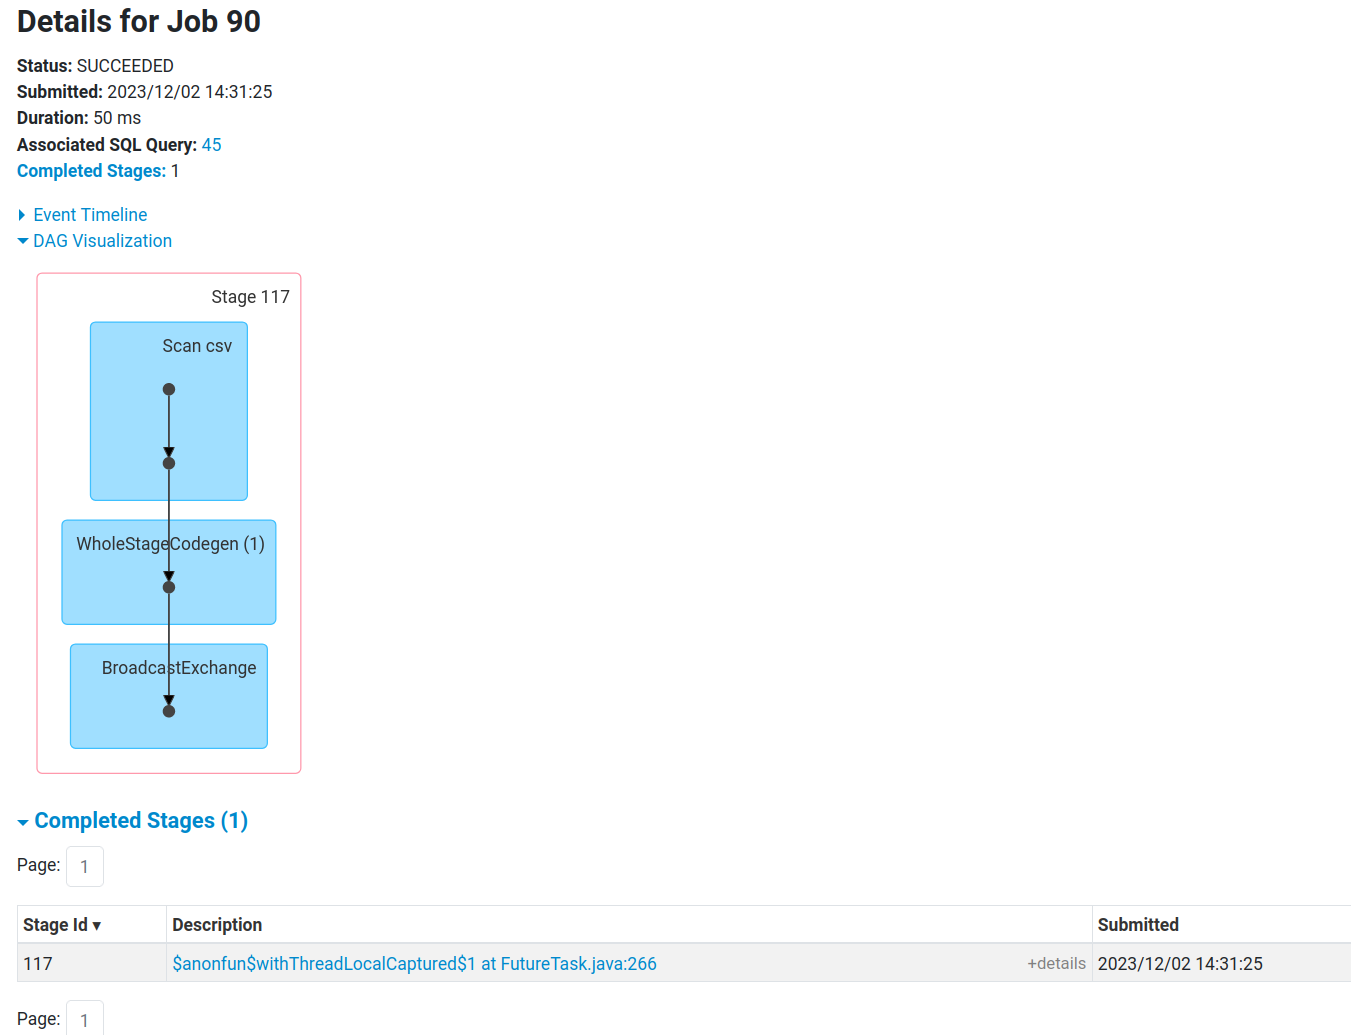 Details for Job 90
Status: SUCCEEDED
Submitted: 2023/12/02 14:31:25
Duration: 50 ms
Associated SQL Query: 45
Completed Stages: 1
Event Timeline
DAG Visualization
Stage 117
Scan csv
WholeStageCodegen (1)
BroadcastExchange
Completed Stages (1)
Page: 1
Stage Id ▾ Description Submitted
117 $anonfun$withThreadLocalCaptured$1 at FutureTask.java:266 +details 2023/12/02 14:31:25
Page: 1